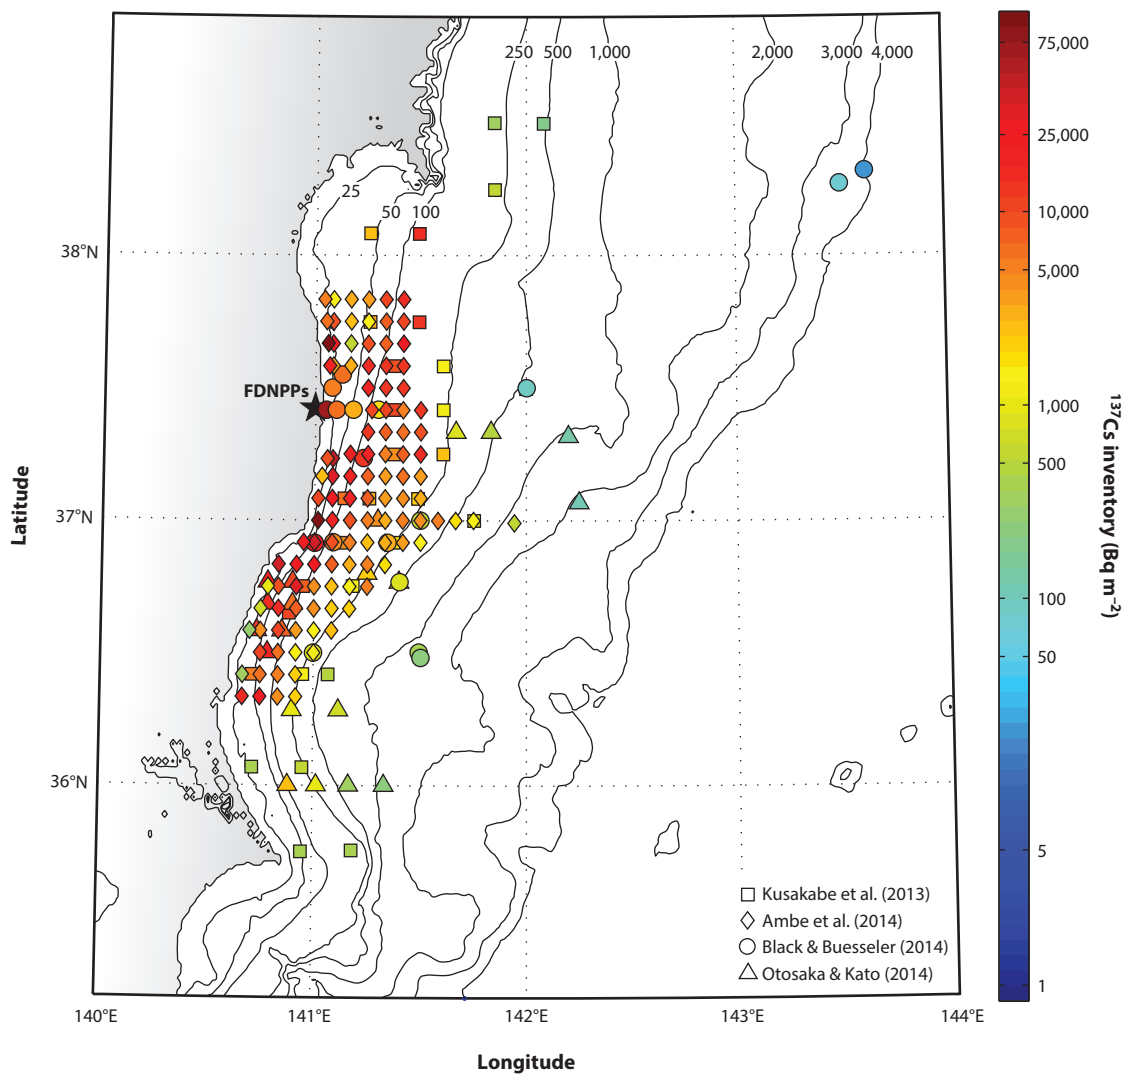 250 500 1,000 2,000 3,000 4,000
75,000
25,000
25
50 100
10,000
38°N
5,000
FDNPPs
1,000
500
37°N
100
50
36°N
5
1
137Cs inventory (Bq m−2)
Latitude
Kusakabe et al. (2013)
Ambe et al. (2014)
Black & Buesseler (2014)
Otosaka & Kato (2014)
140°E 141°E 142°E 143°E 144°E
Longitude